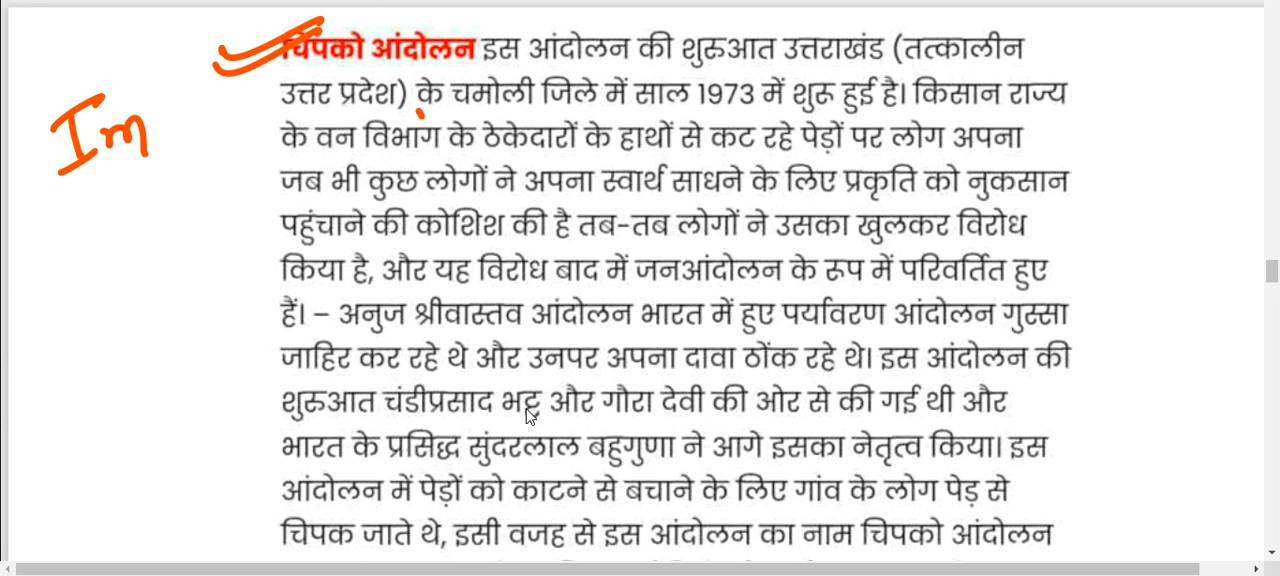 चिपको आंदोलन इस आंदोलन की शुरुआत उत्तराखंड (तत्कालीन
उत्तर प्रदेश) के चमोली जिले में साल 1973 में शुरू हुई है। किसान राज्य
Im
के वन विभाग के ठेकेदारों के हाथों से कट रहे पेड़ों पर लोग अपना
जब भी कुछ लोगों ने अपना स्वार्थ साधने के लिए प्रकृति को नुकसान
पहुंचाने की कोशिश की है तब-तब लोगों ने उसका खुलकर विरोध
किया है, और यह विरोध बाद में जनआंदोलन के रूप में परिवर्तित हुए
हैं। – अनुज श्रीवास्तव आंदोलन भारत में हुए पर्यावरण आंदोलन गुस्सा
जाहिर कर रहे थे और उनपर अपना दावा ठोंक रहे थे। इस आंदोलन की
शुरुआत चंडीप्रसाद भट्ट और गौरा देवी की ओर से की गई थी और
भारत के प्रसिद्ध सुंदरलाल बहुगुणा ने आगे इसका नेतृत्व किया। इस
आंदोलन में पेड़ों को काटने से बचाने के लिए गांव के लोग पेड़ से
चिपक जाते थे, इसी वजह से इस आंदोलन का नाम चिपको आंदोलन